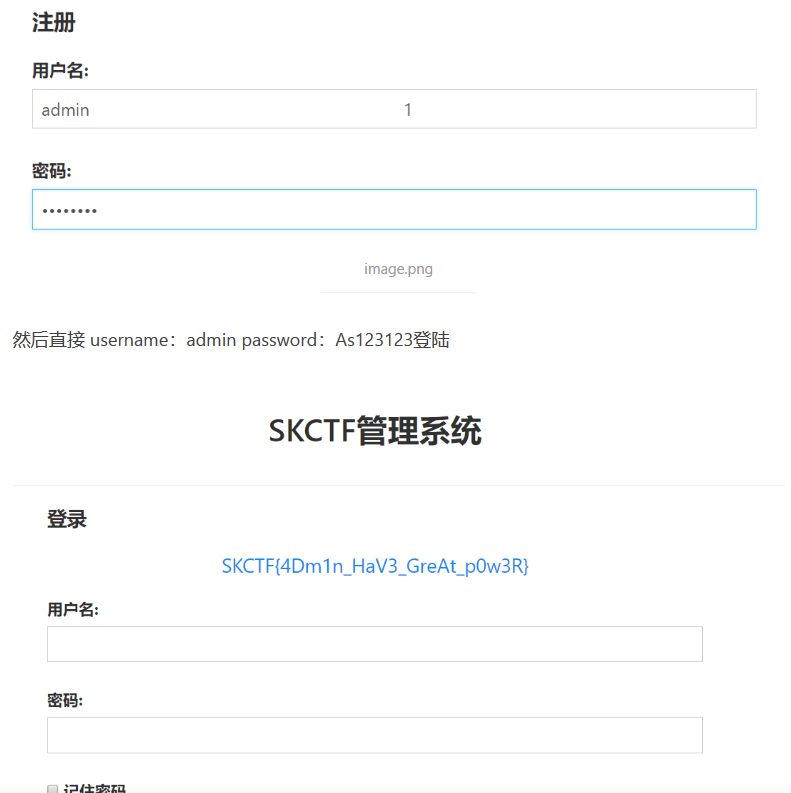 注册
用户名:
admin 1
密码:
••••••••
image.png
然后直接 username：admin password：As123123登陆
SKCTF管理系统
登录
SKCTF{4Dm1n_HaV3_GreAt_p0w3R}
用户名:
密码:
记住密码